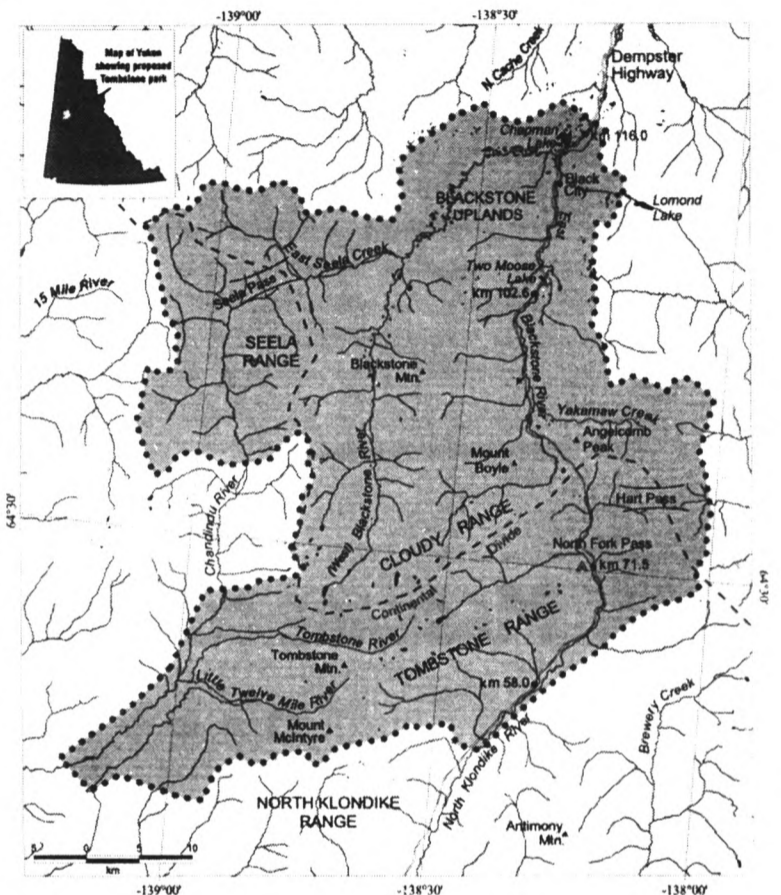 -139°00'
-138°30'
Map of Yukon
showing proposed
Tombstone park
N Cache Creek
Dempster
Highway
Chapman
Lake
km 116.0
Black
City
BLACKSTONE
UPLANDS
Lomond
Lake
East
East Seela Creek
Seela Pass
Two Moose
Lake
km 102.6
15 Mile River
SEELA
RANGE
Blackstone
Mtn.
Blackstone River
Yakamaw Creek
Angelcomb
Peak
Mount
Boyle
Hart Pass
64°30'
Chandindu River
(West) Blackstone River
CLOUDY RANGE
Divide
Continental
North Fork Pass
km 71.5
64°30'
Tombstone River
Tombstone
Mtn.
TOMBSTONE RANGE
Little Twelve Mile River
km 58.0
Mount
McIntyre
North Klondike River
Brewery Creek
NORTH KLONDIKE
RANGE
Antimony
Mtn.
5 0 5 10
km
-139°00'
-138°30'
-138°00'